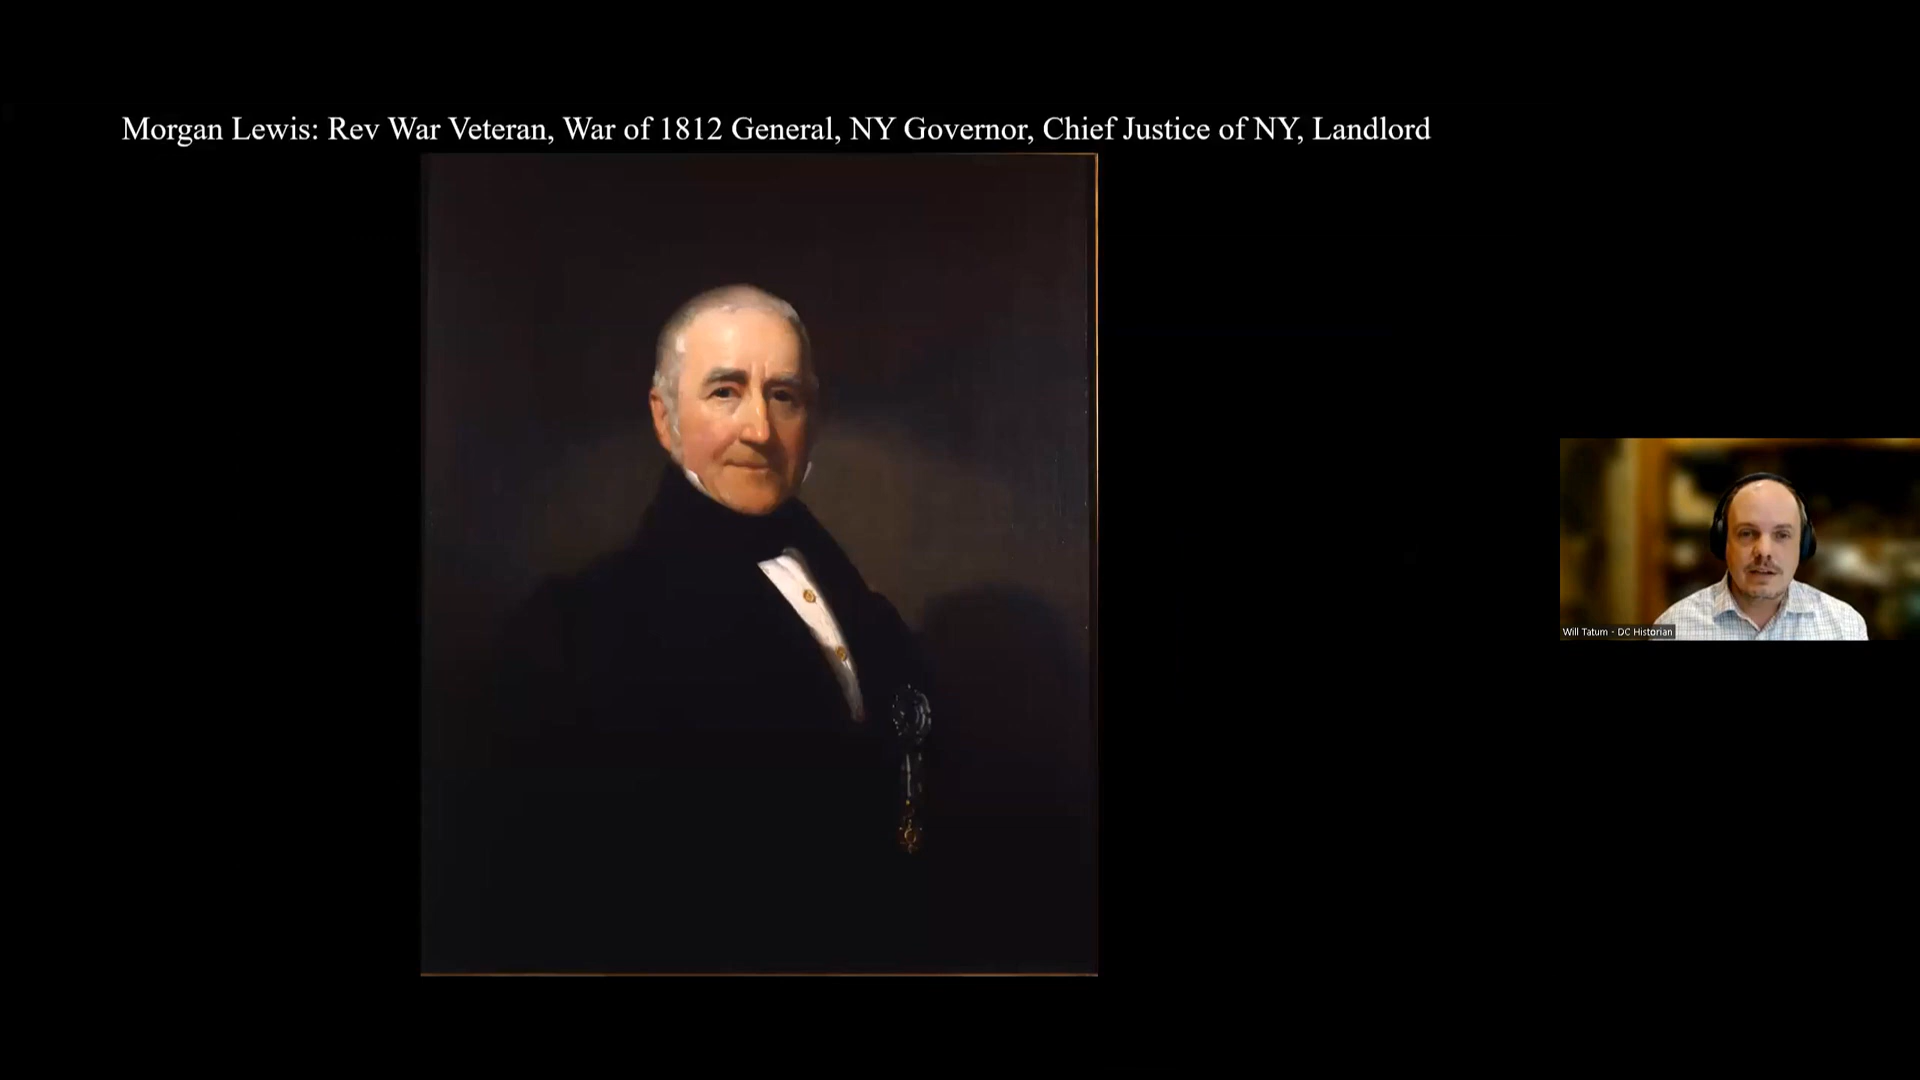 Morgan Lewis: Rev War Veteran, War of 1812 General, NY Governor, Chief Justice of NY, Landlord
Will Tatum - DC Historian